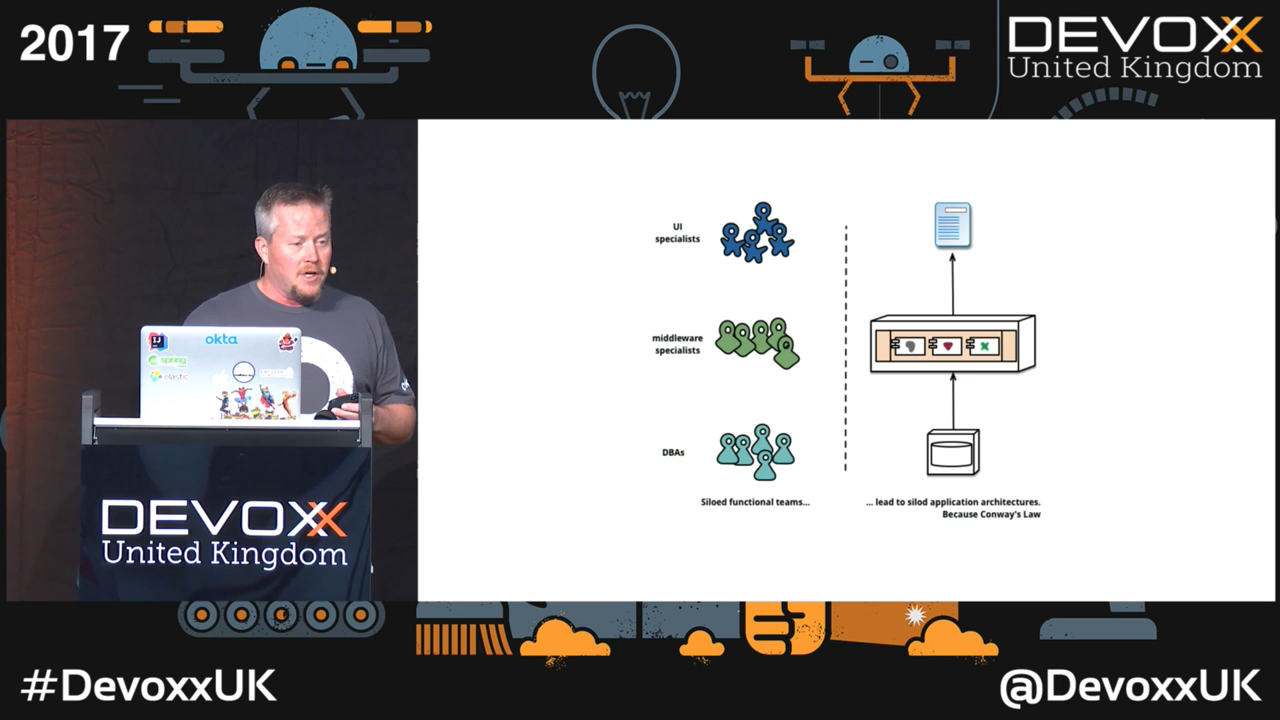 2017
DEVOXX
United Kingdom
okta
IJ
spring
elastic
DEVOXX
United Kingdom
UI
specialists
middleware
specialists
DBAs
Siloed functional teams...
... lead to silod application architectures.
Because Conway's Law
#DevoxxUK
@DevoxxUK